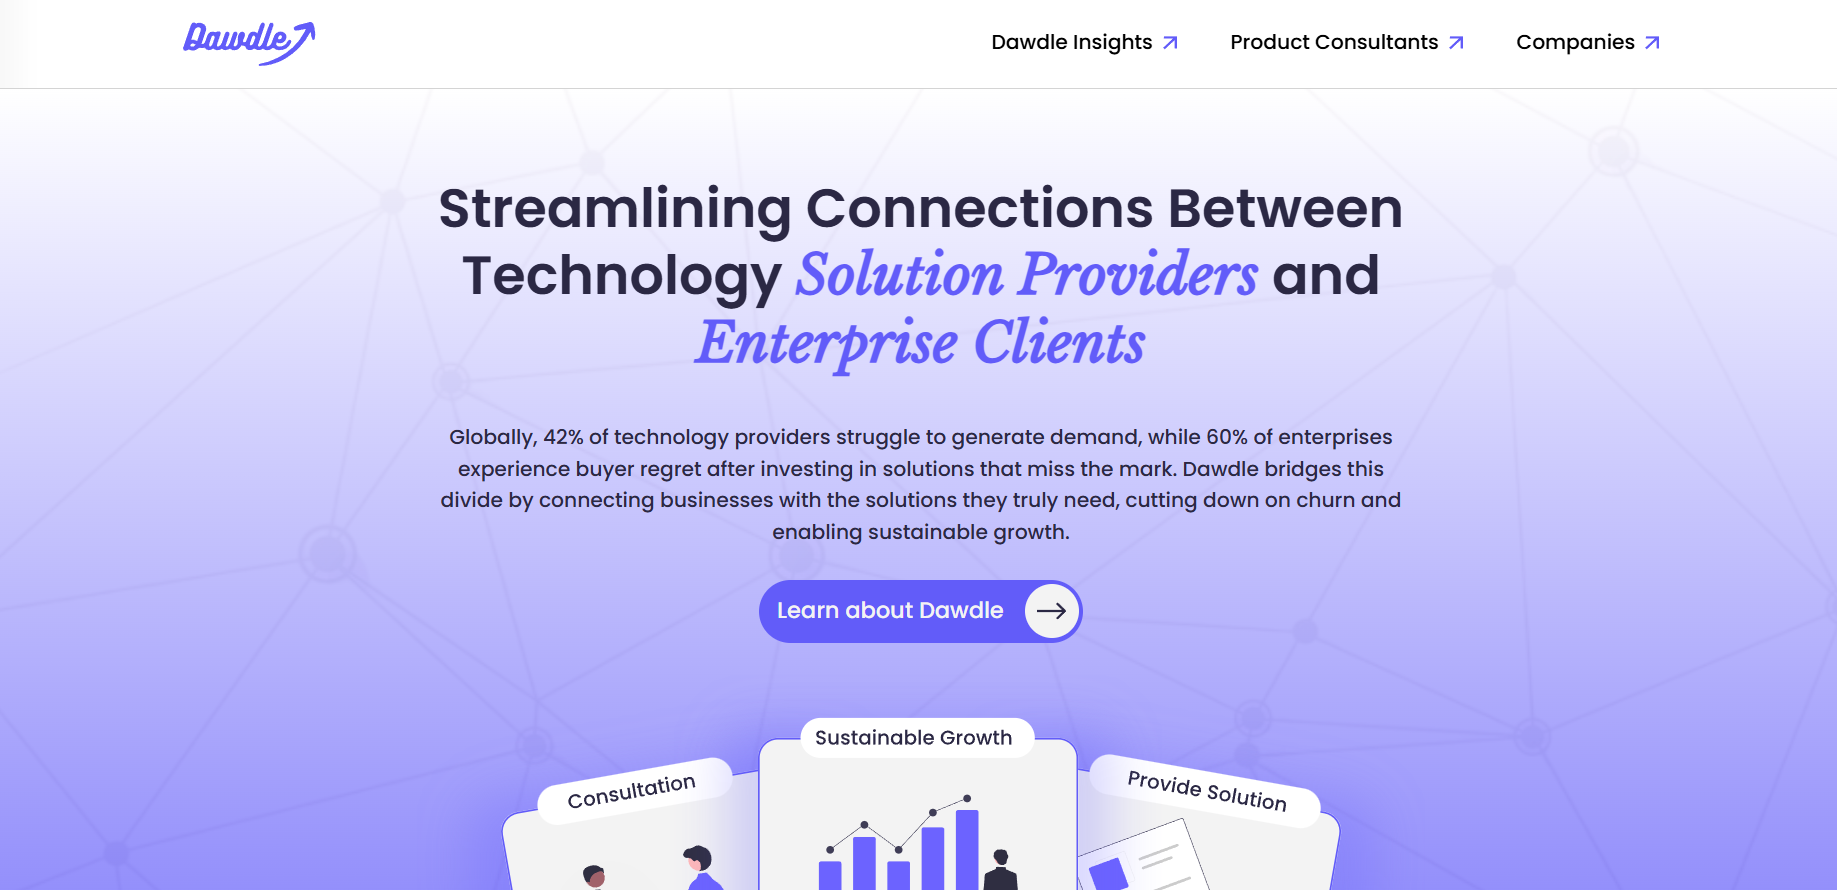 Dawdle
Dawdle Insights
Product Consultants
Companies
Streamlining Connections Between
Technology Solution Providers and
Enterprise Clients
Globally, 42% of technology providers struggle to generate demand, while 60% of enterprises
experience buyer regret after investing in solutions that miss the mark. Dawdle bridges this
divide by connecting businesses with the solutions they truly need, cutting down on churn and
enabling sustainable growth.
Learn about Dawdle
Consultation
Sustainable Growth
Provide Solution